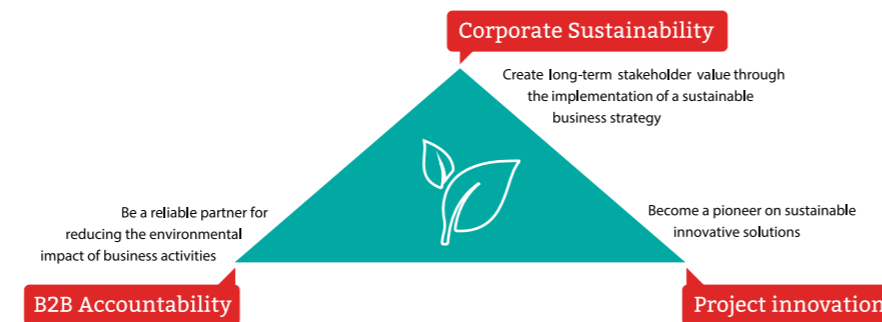 Corporate Sustainability
Create long-term stakeholder value through
the implementation of a sustainable
business strategy
Be a reliable partner for
reducing the environmental
impact of business activities
Become a pioneer on sustainable
innovative solutions
B2B Accountability
Project innovation